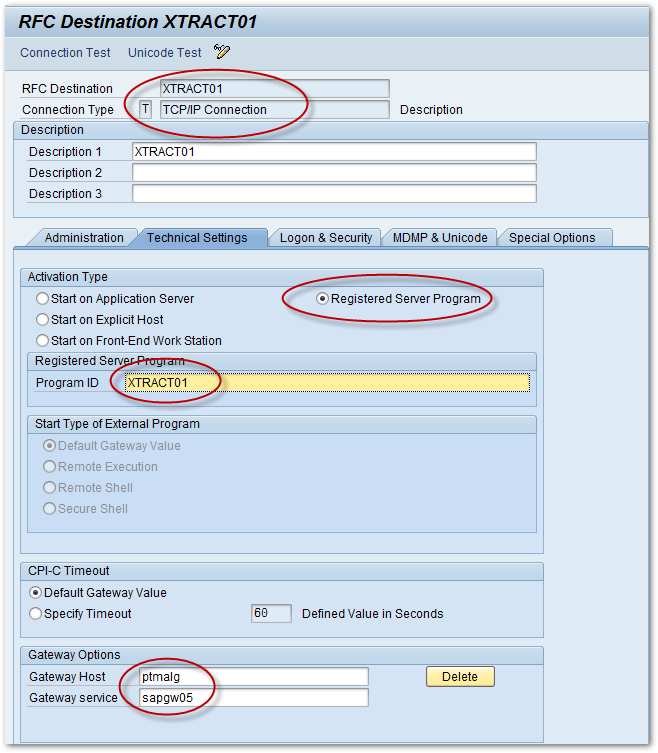 RFC Destination XTRACT01
Connection Test Unicode Test
RFC Destination XTRACT01
Connection Type T TCP/IP Connection Description
Description
Description 1 XTRACT01
Description 2
Description 3
Administration Technical Settings Logon & Security MDMP & Unicode Special Options
Activation Type
Start on Application Server Registered Server Program
Start on Explicit Host
Start on Front-End Work Station
Registered Server Program
Program ID XTRACT01
Start Type of External Program
Default Gateway Value
Remote Execution
Remote Shell
Secure Shell
CPI-C Timeout
Default Gateway Value
Specify Timeout 60 Defined Value in Seconds
Gateway Options
Gateway Host ptmalg Delete
Gateway service sapgw05